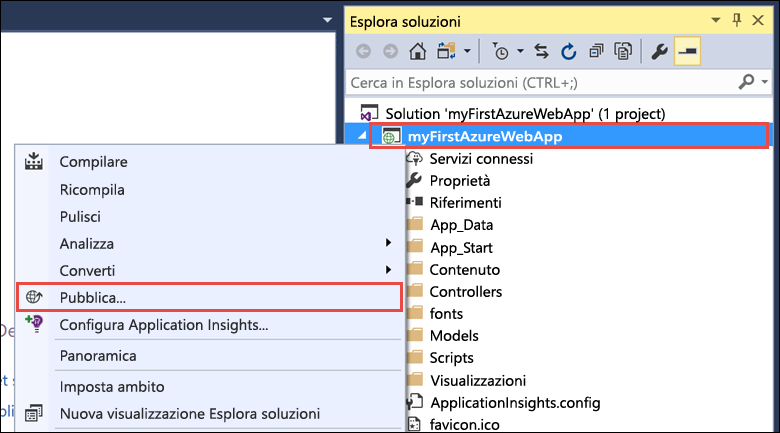 Esplora soluzioni
Cerca in Esplora soluzioni (CTRL+;)
Solution 'myFirstAzureWebApp' (1 project)
myFirstAzureWebApp
Servizi connessi
Proprietà
Riferimenti
App_Data
App_Start
Contenuto
Controllers
fonts
Models
Scripts
Visualizzazioni
ApplicationInsights.config
favicon.ico
Compilare
Ricompila
Pulisci
Analizza
Converti
Pubblica...
Configura Application Insights...
Panoramica
Imposta ambito
Nuova visualizzazione Esplora soluzioni